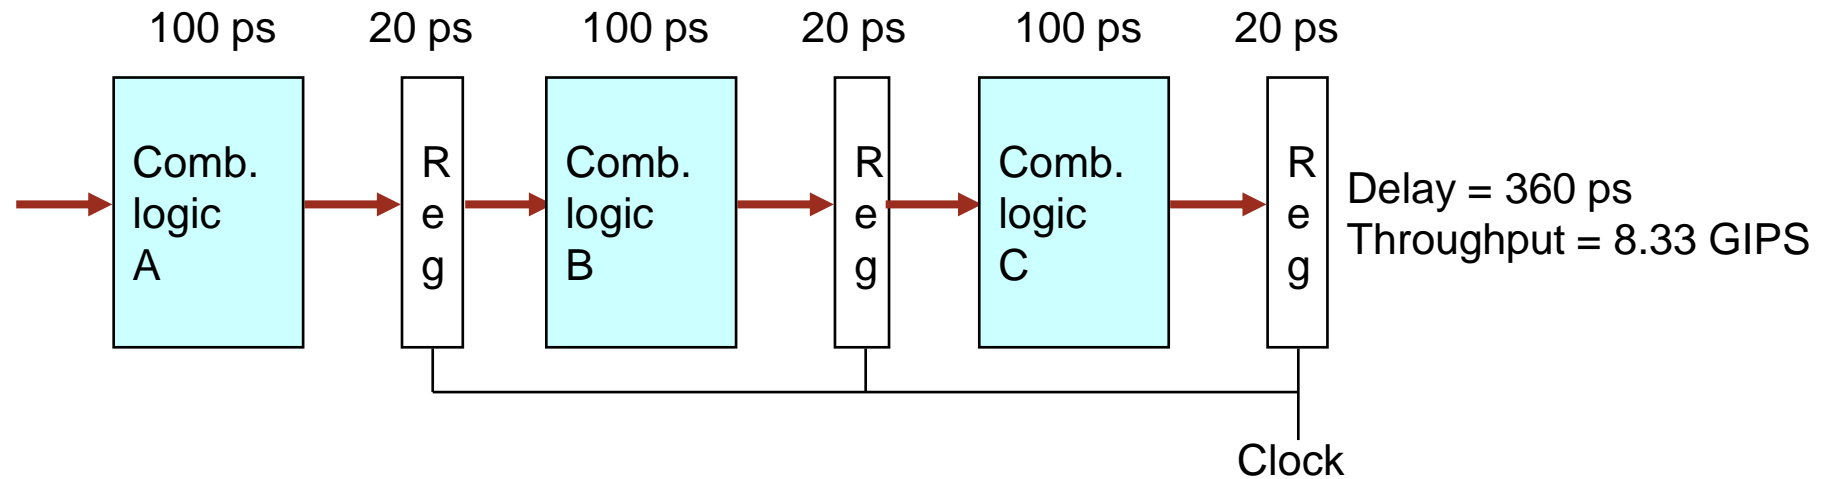 100 ps
20 ps
100 ps
20 ps
100 ps
20 ps
Comb.
logic
A
R
e
g
Comb.
logic
B
R
e
g
Comb.
logic
C
R
e
g
Delay = 360 ps
Throughput = 8.33 GIPS
Clock